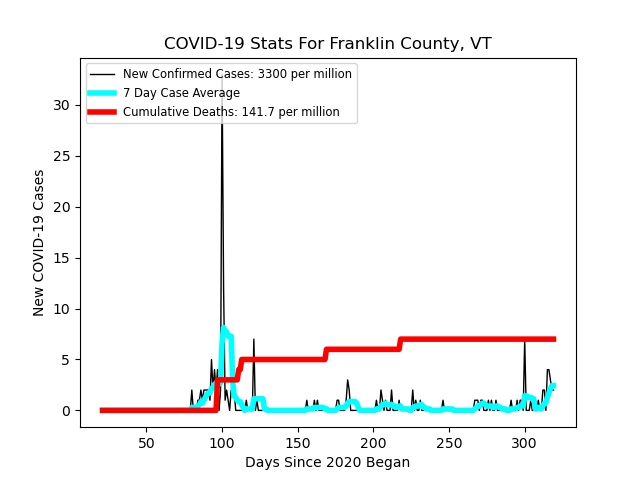 COVID-19 Stats For Franklin County, VT
New Confirmed Cases: 3300 per million
7 Day Case Average
Cumulative Deaths: 141.7 per million
New COVID-19 Cases
30
25
20
15
10
5
0
50
100
150
200
250
300
Days Since 2020 Began